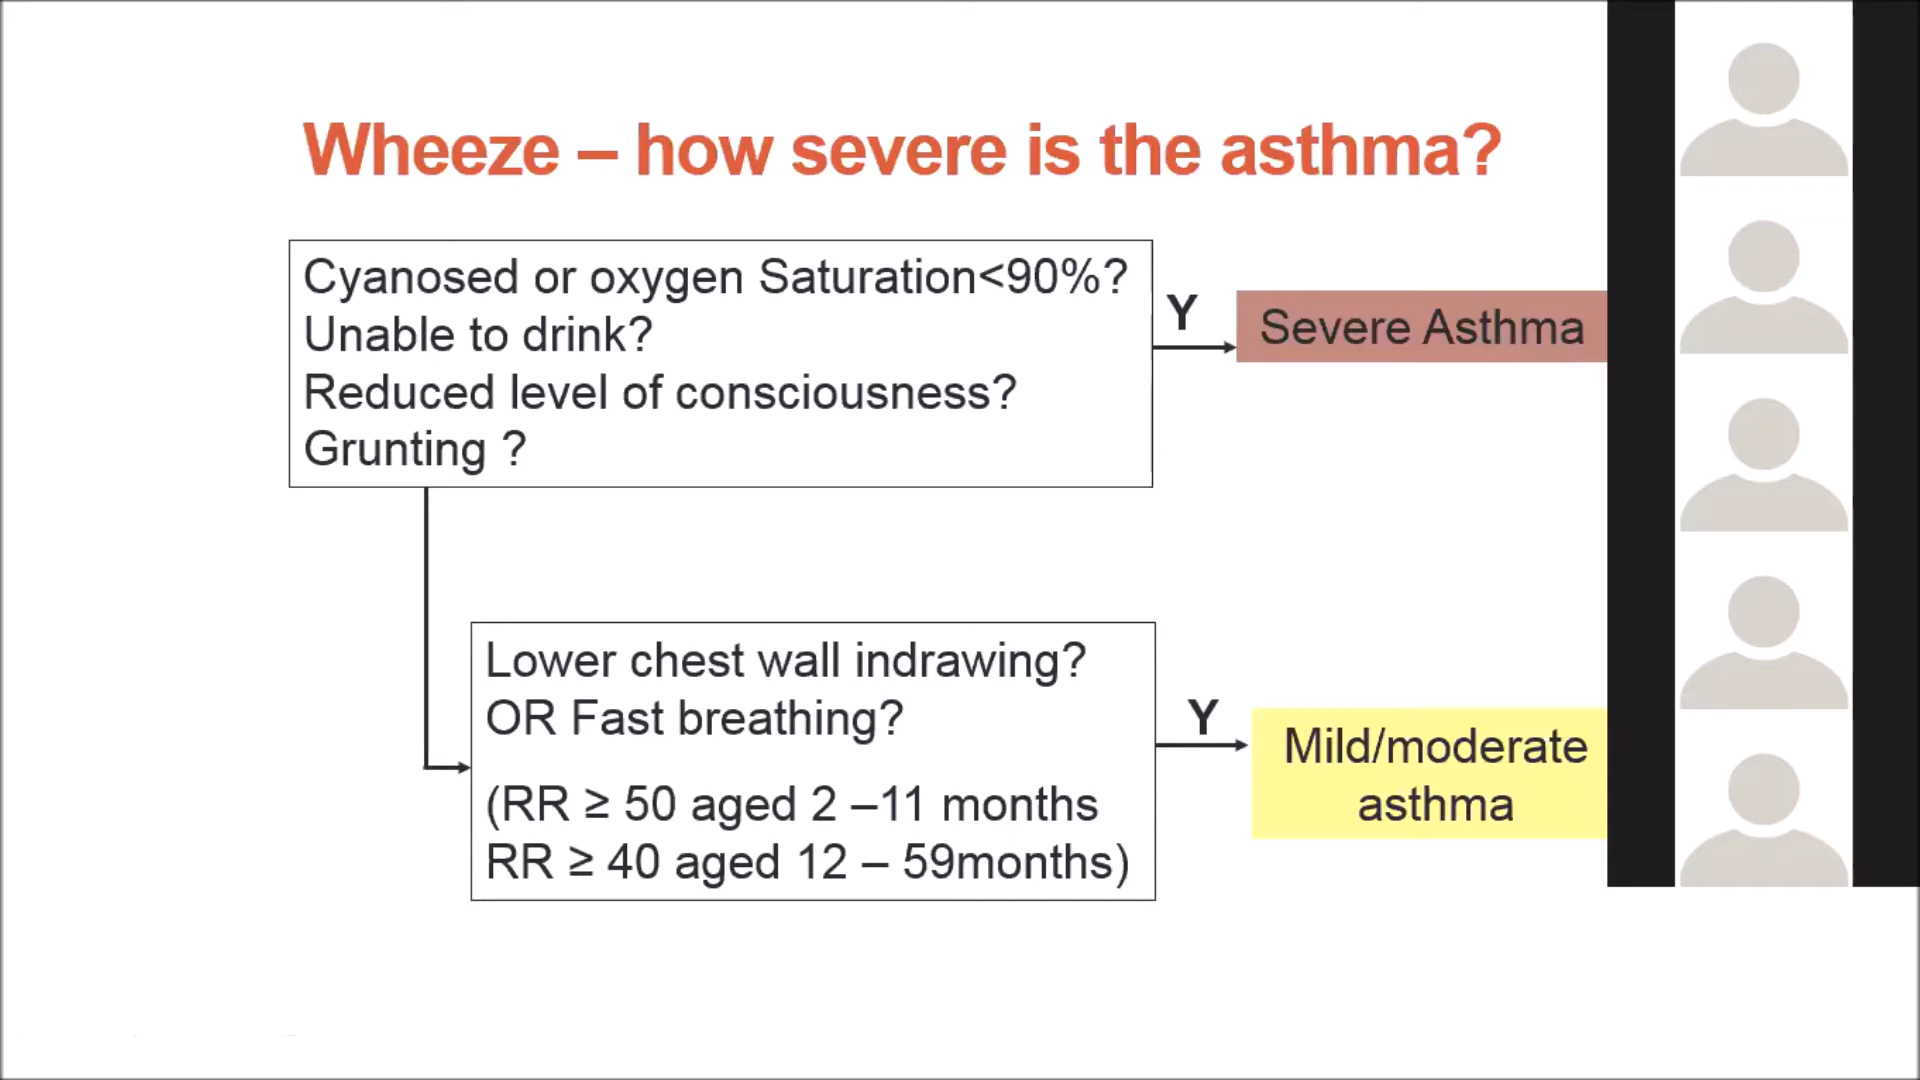 Wheeze – how severe is the asthma?
Cyanosed or oxygen Saturation<90%?
Unable to drink?
Reduced level of consciousness?
Grunting ?
Y
Severe Asthma
Lower chest wall indrawing?
OR Fast breathing?
(RR ≥ 50 aged 2 –11 months
RR ≥ 40 aged 12 – 59months)
Y
Mild/moderate
asthma